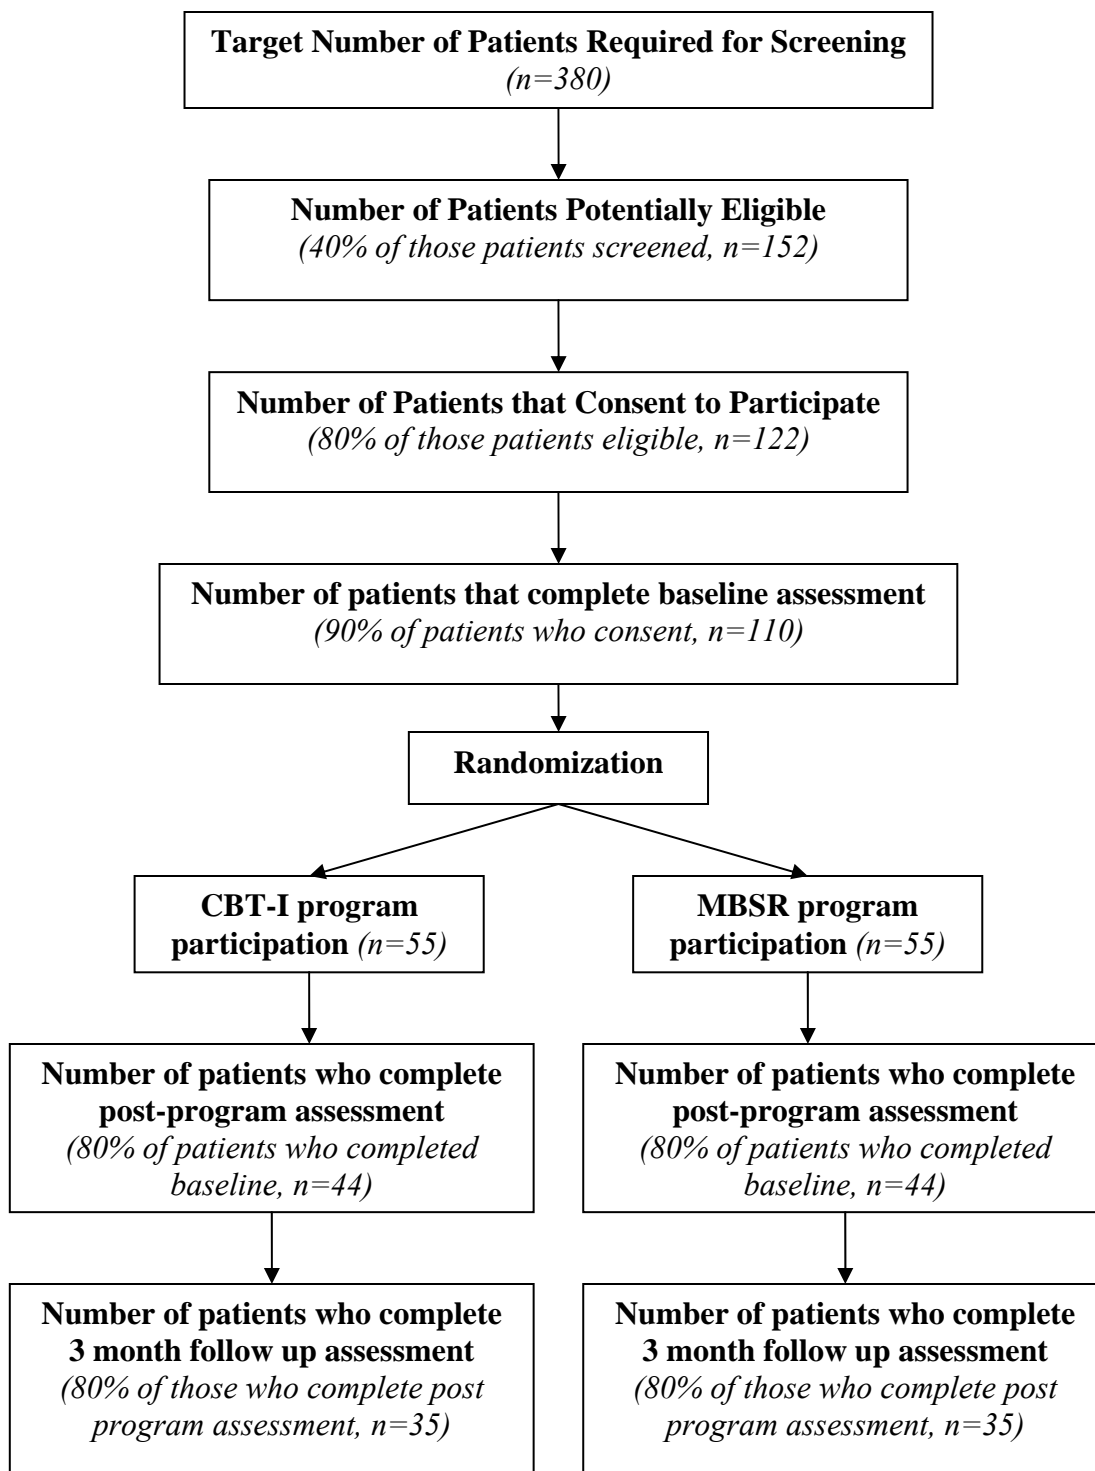 Target Number of Patients Required for Screening
(n=380)
Number of Patients Potentially Eligible
(40% of those patients screened, n=152)
Number of Patients that Consent to Participate
(80% of those patients eligible, n=122)
Number of patients that complete baseline assessment
(90% of patients who consent, n=110)
Randomization
CBT-I program
participation (n=55)
MBSR program
participation (n=55)
Number of patients who complete
post-program assessment
(80% of patients who completed
baseline, n=44)
Number of patients who complete
post-program assessment
(80% of patients who completed
baseline, n=44)
Number of patients who complete
3 month follow up assessment
(80% of those who complete post
program assessment, n=35)
Number of patients who complete
3 month follow up assessment
(80% of those who complete post
program assessment, n=35)